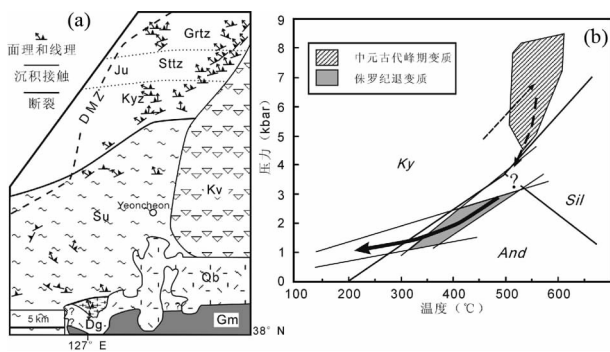 (a)
面理和线理
沉积接触
断裂
DMZ
Ju
Grtz
Sttz
Kyz
Kv
Su
Yeoncheon
Qb
5 km
? ?
Dg
?
?
Gm
127° E
38° N
(b)
中元古代峰期变质
侏罗纪退变质
压力(kbar)
9
8
7
6
5
4
3
2
1
0
Ky
?
Sil
And
100 200 300 400 500 600 700
温度(℃)